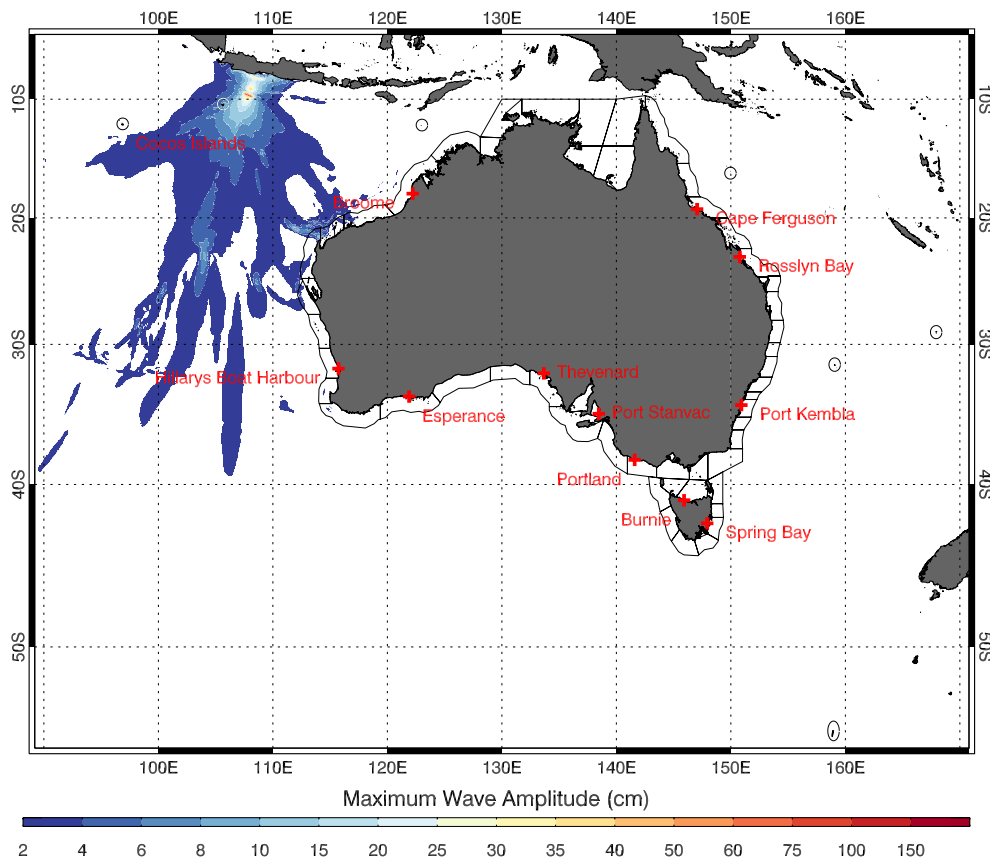 100E 110E 120E 130E 140E 150E 160E
10S 10S
Cocos Islands
Broome
20S Cape Ferguson 20S
Rosslyn Bay
30S 30S
Hillarys Boat Harbour Thevenard
Esperance Port Stanvac Port Kembla
Portland
40S 40S
Burnie Spring Bay
50S 50S
100E 110E 120E 130E 140E 150E 160E
Maximum Wave Amplitude (cm)
2 4 6 8 10 15 20 25 30 35 40 50 60 75 100 150